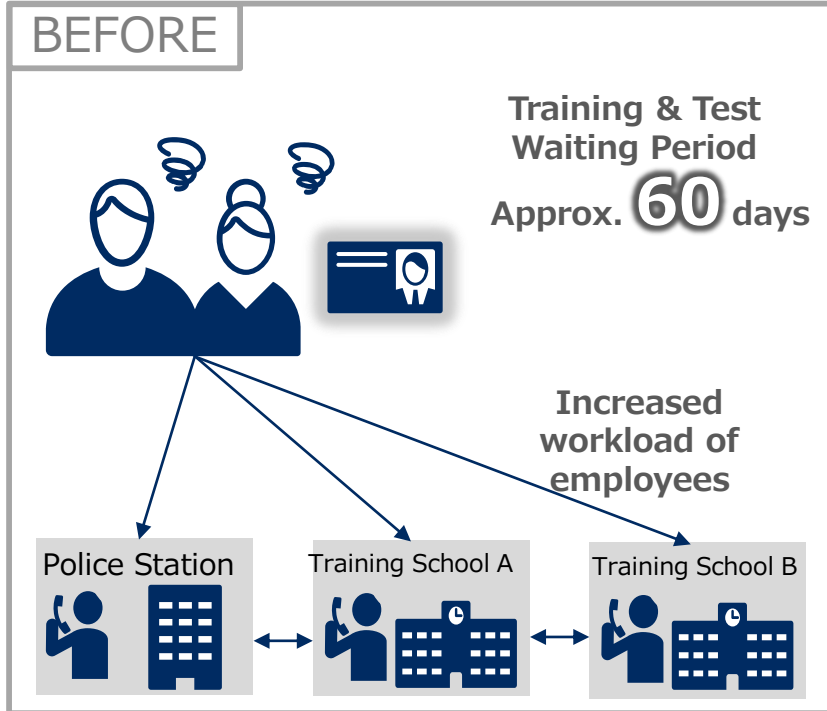 BEFORE
Training & Test
Waiting Period
Approx. 60 days
Increased
workload of
employees
Police Station
Training School A
Training School B